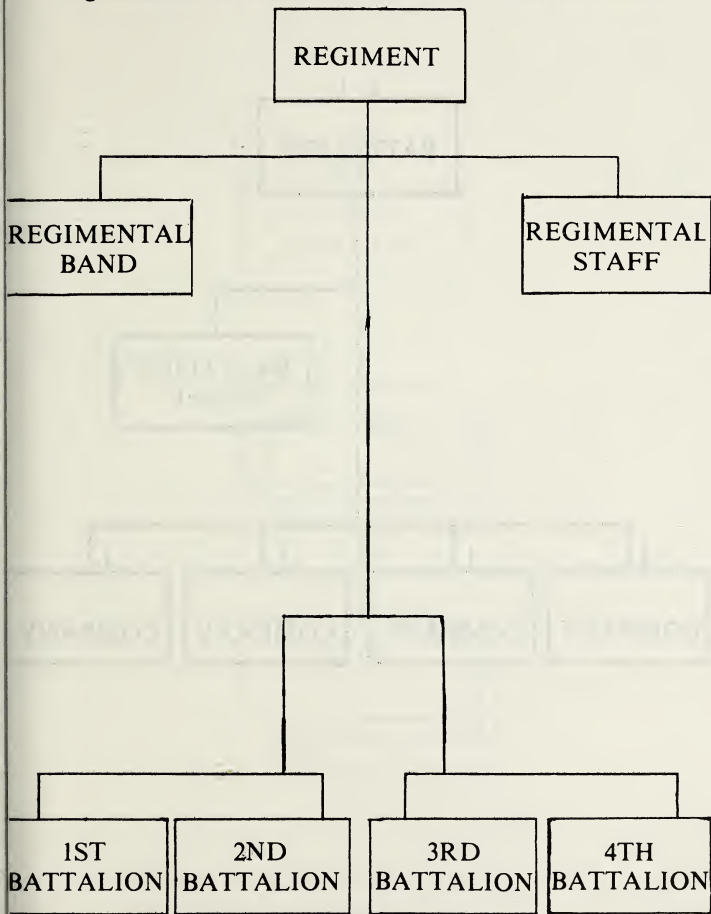 REGIMENT
REGIMENTAL
BAND
REGIMENTAL
STAFF
1ST
BATTALION
2ND
BATTALION
3RD
BATTALION
4TH
BATTALION